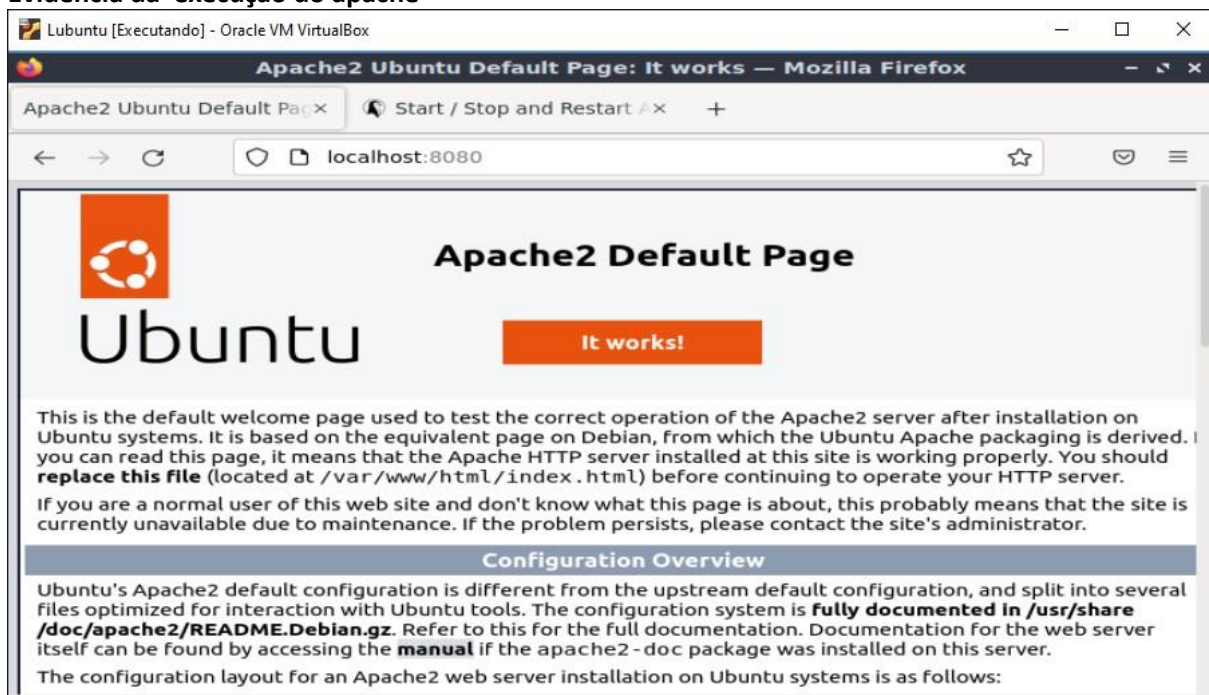 Evidência da execução do apache
Lubuntu [Executando] - Oracle VM VirtualBox
Apache2 Ubuntu Default Page: It works — Mozilla Firefox
Apache2 Ubuntu Default Pag
Start / Stop and Restart A
localhost:8080
Apache2 Default Page
Ubuntu
It works!
This is the default welcome page used to test the correct operation of the Apache2 server after installation on
Ubuntu systems. It is based on the equivalent page on Debian, from which the Ubuntu Apache packaging is derived.
you can read this page, it means that the Apache HTTP server installed at this site is working properly. You should
replace this file (located at /var/www/html/index.html) before continuing to operate your HTTP server.
If you are a normal user of this web site and don't know what this page is about, this probably means that the site is
currently unavailable due to maintenance. If the problem persists, please contact the site's administrator.
Configuration Overview
Ubuntu's Apache2 default configuration is different from the upstream default configuration, and split into several
files optimized for interaction with Ubuntu tools. The configuration system is fully documented in /usr/share
/doc/apache2/README.Debian.gz. Refer to this for the full documentation. Documentation for the web server
itself can be found by accessing the manual if the apache2-doc package was installed on this server.
The configuration layout for an Apache2 web server installation on Ubuntu systems is as follows: